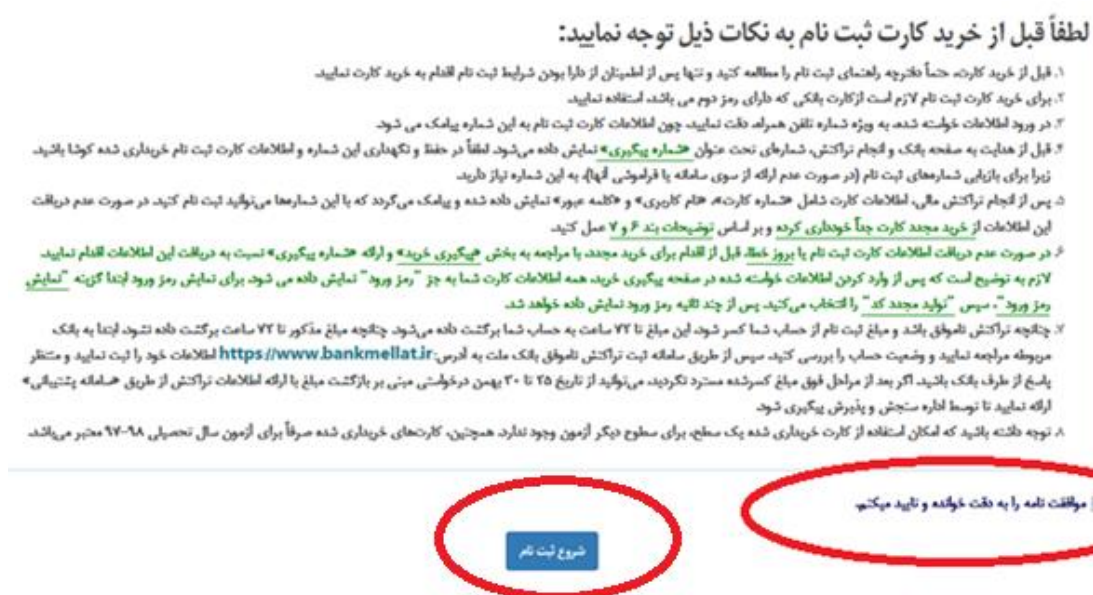 لطفاً قبل از خرید کارت ثبت نام به نکات ذیل توجه نمایید:
۱. قبل از خرید کارت، حتماً دفترچه راهنمای ثبت نام را مطالعه کنید و تنها پس از اطمینان از دارا بودن شرایط ثبت نام اقدام به خرید کارت نمایید.
۲. برای خرید کارت ثبت نام لازم است ازکارت بانکی که دارای رمز دوم می باشد، استفاده نمایید.
۳. در ورود اطلاعات خواسته شده، به ویژه شماره تلفن همراه، دقت نمایید، چون اطلاعات کارت ثبت نام به این شماره پیامک می شود.
۴. قبل از هدایت به صفحه بانک و انجام تراکنش، شماره‌ای تحت عنوان «شماره پیگیری» نمایش داده می‌شود. لطفاً در حفظ و نگهداری این شماره و اطلاعات کارت ثبت نام خریداری شده کوشا باشید.
زیرا برای بازیابی شماره‌های ثبت نام (در صورت عدم ارائه از سوی سامانه یا فراموشی آنها)، به این شماره نیاز دارید.
۵. پس از انجام تراکنش مالی، اطلاعات کارت شامل «شماره کارت»، «نام کاربری» و «کلمه عبور» نمایش داده شده و پیامک می‌گردد که با این شماره‌ها می‌توانید ثبت نام کنید. در صورت عدم دریافت
این اطلاعات از خرید مجدد کارت جداً خودداری کرده و بر اساس توضیحات بند ۶ و ۷ عمل کنید.
۶. در صورت عدم دریافت اطلاعات کارت ثبت نام یا بروز خطا، قبل از اقدام برای خرید مجدد، با مراجعه به بخش «پیگیری خرید» و ارائه «شماره پیگیری» نسبت به دریافت این اطلاعات اقدام نمایید.
لازم به توضیح است که پس از وارد کردن اطلاعات خواسته شده در صفحه پیگیری خرید، همه اطلاعات کارت شما به جز "رمز ورود" نمایش داده می شود. برای نمایش رمز ورود ابتدا گزینه "نمایش
رمز ورود"، سپس "تولید مجدد کد" را انتخاب می‌کنید. پس از چند ثانیه رمز ورود نمایش داده خواهد شد.
۷. چنانچه تراکنش ناموفق باشد و مبلغ ثبت نام از حساب شما کسر شود، این مبلغ تا ۷۲ ساعت به حساب شما برگشت داده می‌شود. چنانچه مبلغ مذکور تا ۷۲ ساعت برگشت داده نشود، ابتدا به بانک
مربوطه مراجعه نمایید و وضعیت حساب را بررسی کنید. سپس از طریق سامانه ثبت تراکنش ناموفق بانک ملت به آدرس: https://www.bankmellat.ir اطلاعات خود را ثبت نمایید و منتظر
پاسخ از طرف بانک باشید. اگر بعد از مراحل فوق مبلغ کسرشده مسترد نگردید، می‌توانید از تاریخ ۲۵ تا ۳۰ بهمن درخواستی مبنی بر بازگشت مبلغ با ارائه اطلاعات تراکنش از طریق «سامانه پشتیبانی»
ارائه نمایید تا توسط اداره سنجش و پذیرش پیگیری شود.
۸. توجه داشته باشید که امکان استفاده از کارت خریداری شده یک سطح، برای سطوح دیگر آزمون وجود ندارد. همچنین، کارت‌های خریداری شده صرفاً برای آزمون سال تحصیلی ۹۸-۹۷ معتبر می‌باشد.
موافقت نامه را به دقت خوانده و تایید میکنم.
شروع ثبت نام